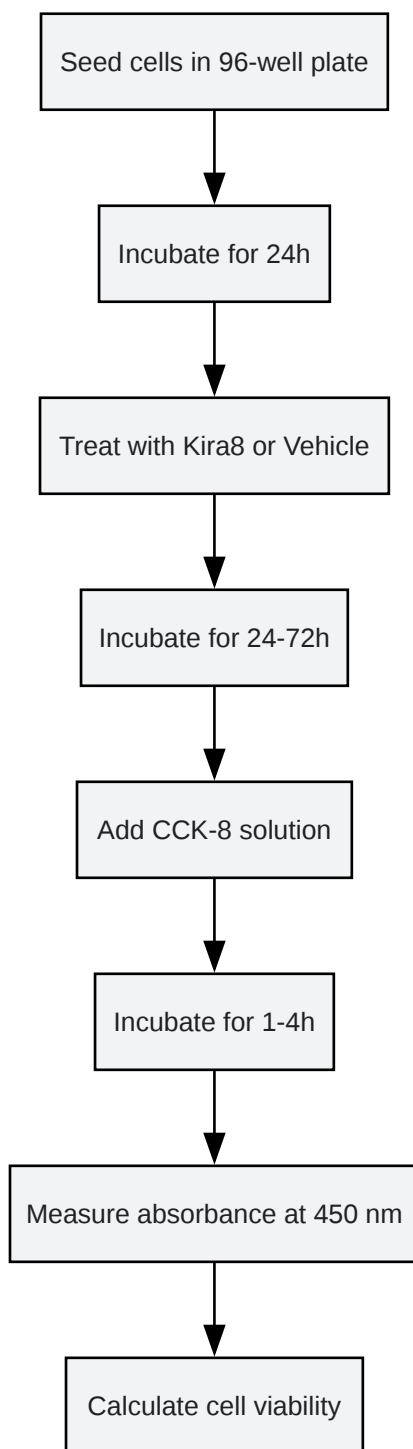 Seed cells in 96-well plate
Incubate for 24h
Treat with Kira8 or Vehicle
Incubate for 24-72h
Add CCK-8 solution
Incubate for 1-4h
Measure absorbance at 450 nm
Calculate cell viability